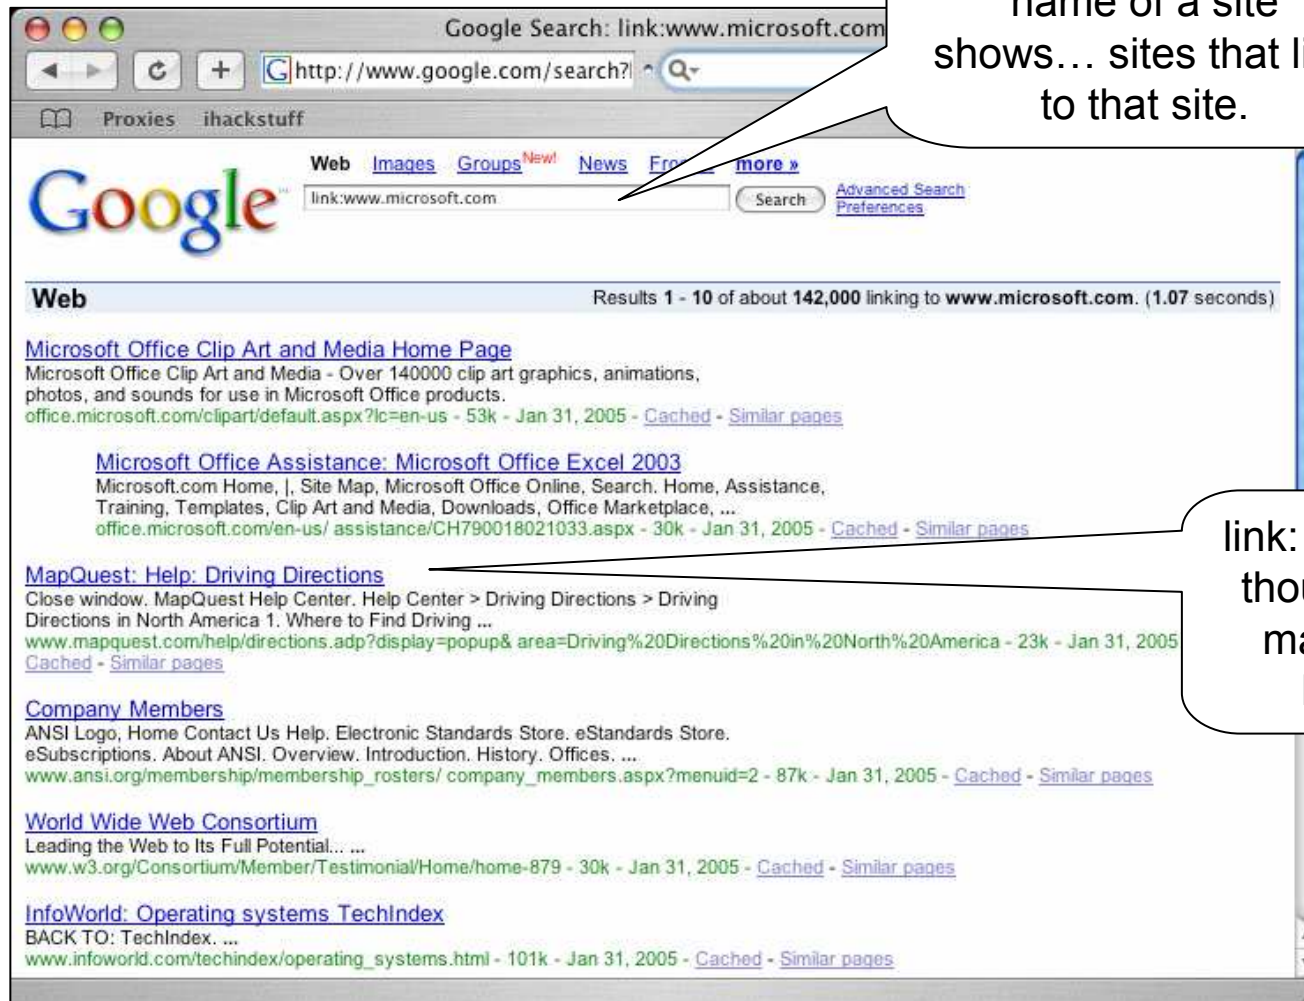 Google Search: link:www.microsoft.com
name of a site
shows… sites that
to that site.
http://www.google.com/search?
Proxies ihackstuff
Web Images Groups New! News more »
Google
link:www.microsoft.com
Search
Advanced Search
Preferences
Web
Results 1 - 10 of about 142,000 linking to www.microsoft.com. (1.07 seconds)
Microsoft Office Clip Art and Media Home Page
Microsoft Office Clip Art and Media - Over 140000 clip art graphics, animations,
photos, and sounds for use in Microsoft Office products.
office.microsoft.com/clipart/default.aspx?lc=en-us - 53k - Jan 31, 2005 - Cached - Similar pages
Microsoft Office Assistance: Microsoft Office Excel 2003
Microsoft.com Home, |, Site Map, Microsoft Office Online, Search. Home, Assistance,
Training, Templates, Clip Art and Media, Downloads, Office Marketplace, ...
office.microsoft.com/en-us/ assistance/CH790018021033.aspx - 30k - Jan 31, 2005 - Cached - Similar pages
link:
MapQuest: Help: Driving Directions
Close window. MapQuest Help Center. Help Center > Driving Directions > Driving
Directions in North America 1. Where to Find Driving ...
www.mapquest.com/help/directions.adp?display=popup& area=Driving%20Directions%20in%20North%20America - 23k - Jan 31, 2005
Cached - Similar pages
Company Members
ANSI Logo, Home Contact Us Help. Electronic Standards Store. eStandards Store.
eSubscriptions. About ANSI. Overview. Introduction. History. Offices. ...
www.ansi.org/membership/membership_rosters/ company_members.aspx?menuid=2 - 87k - Jan 31, 2005 - Cached - Similar pages
World Wide Web Consortium
Leading the Web to Its Full Potential... ...
www.w3.org/Consortium/Member/Testimonial/Home/home-879 - 30k - Jan 31, 2005 - Cached - Similar pages
InfoWorld: Operating systems TechIndex
BACK TO: TechIndex. ...
www.infoworld.com/techindex/operating_systems.html - 101k - Jan 31, 2005 - Cached - Similar pages